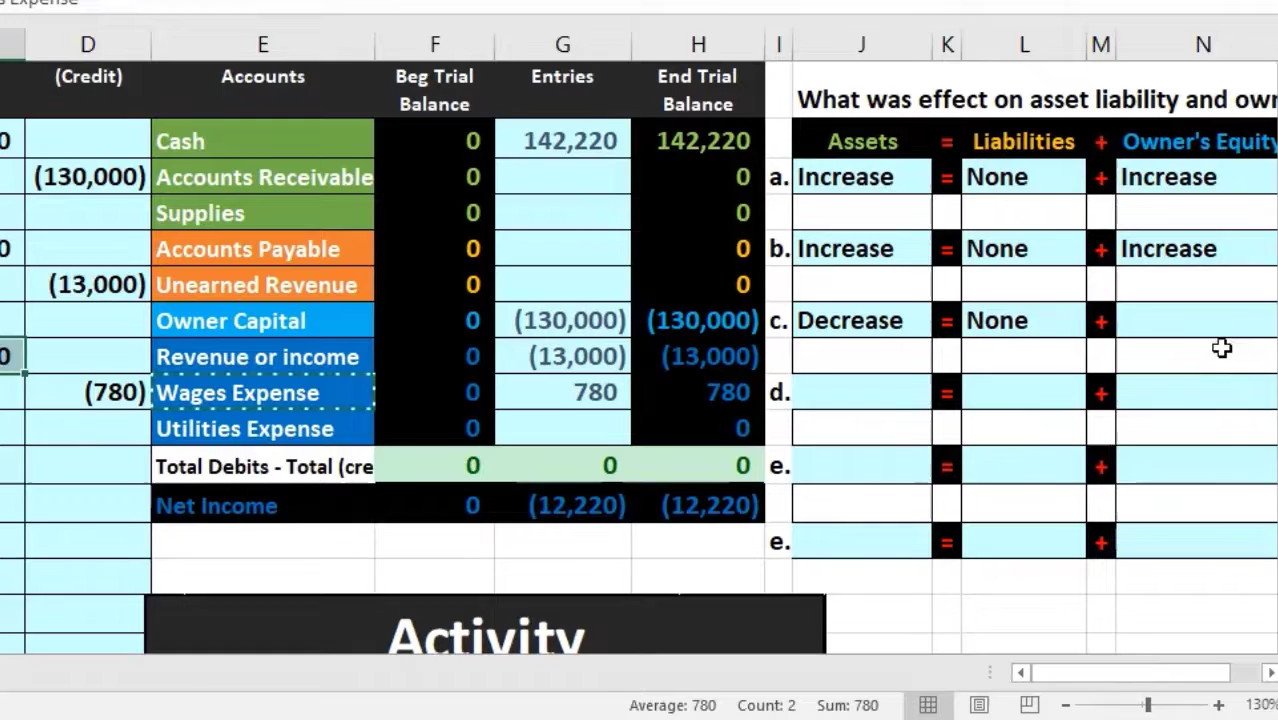 s Expense
D E F G H I J K L M N
(Credit) Accounts Beg Trial Balance Entries End Trial Balance
What was effect on asset liability and own
Assets = Liabilities + Owner's Equity
0 Cash 0 142,220 142,220
(130,000) Accounts Receivable 0 0 a. Increase = None + Increase
Supplies 0 0
0 Accounts Payable 0 0 b. Increase = None + Increase
(13,000) Unearned Revenue 0 0
Owner Capital 0 (130,000) (130,000) c. Decrease = None +
0 Revenue or income 0 (13,000) (13,000)
(780) Wages Expense 0 780 780 d. = +
Utilities Expense 0 0
Total Debits - Total (cre 0 0 0 e. = +
Net Income 0 (12,220) (12,220)
e. = +
Activity
Average: 780 Count: 2 Sum: 780 - + 130%